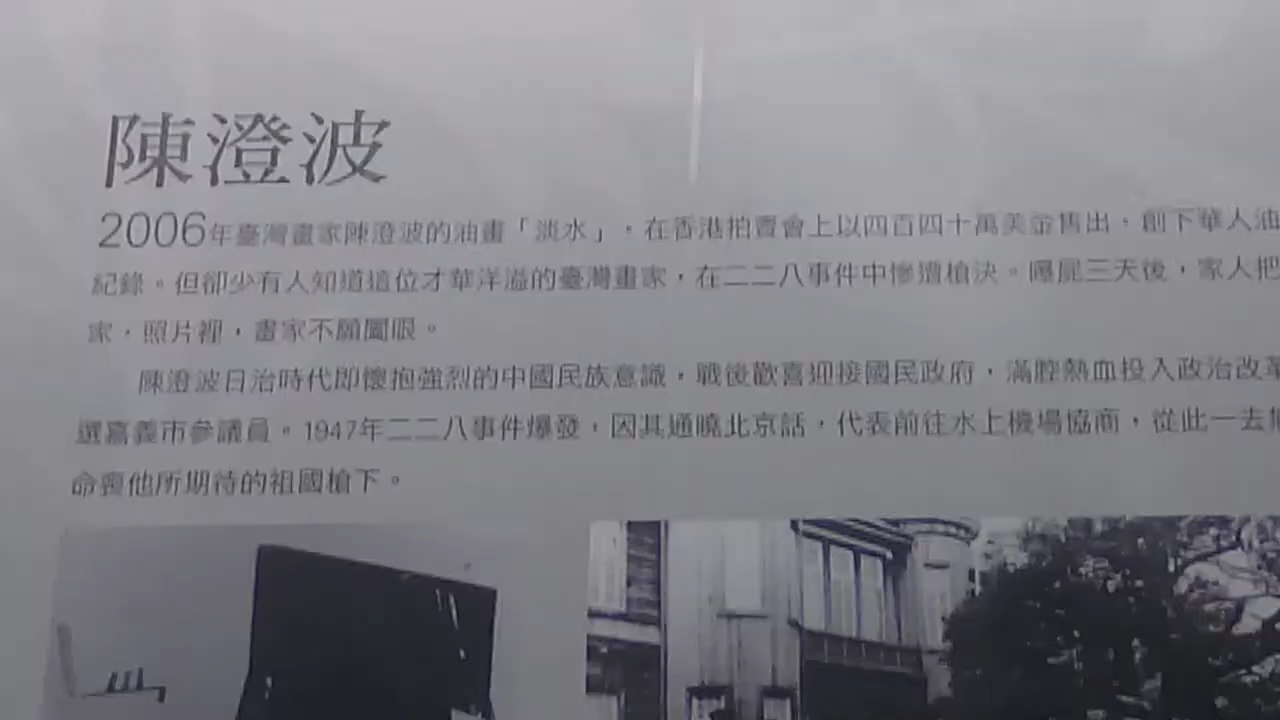 陳澄波
2006年臺灣畫家陳澄波的油畫「淡水」，在香港拍賣會上以四百四十萬美金售出，創下華人油
紀錄。但卻少有人知道這位才華洋溢的臺灣畫家，在二二八事件中慘遭槍決。曝屍三天後，家人把
家，照片裡，畫家不願闔眼。
陳澄波日治時代即懷抱強烈的中國民族意識，戰後歡喜迎接國民政府，滿腔熱血投入政治改革
選嘉義市參議員。1947年二二八事件爆發，因其通曉北京話，代表前往水上機場協商，從此一去
命喪他所期待的祖國槍下。